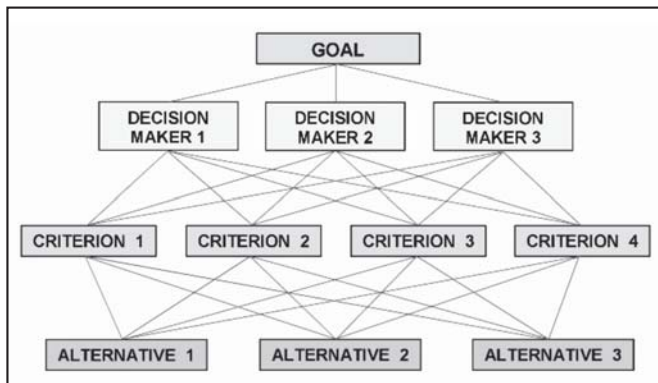 GOAL
DECISION
MAKER 1
DECISION
MAKER 2
DECISION
MAKER 3
CRITERION 1
CRITERION 2
CRITERION 3
CRITERION 4
ALTERNATIVE 1
ALTERNATIVE 2
ALTERNATIVE 3